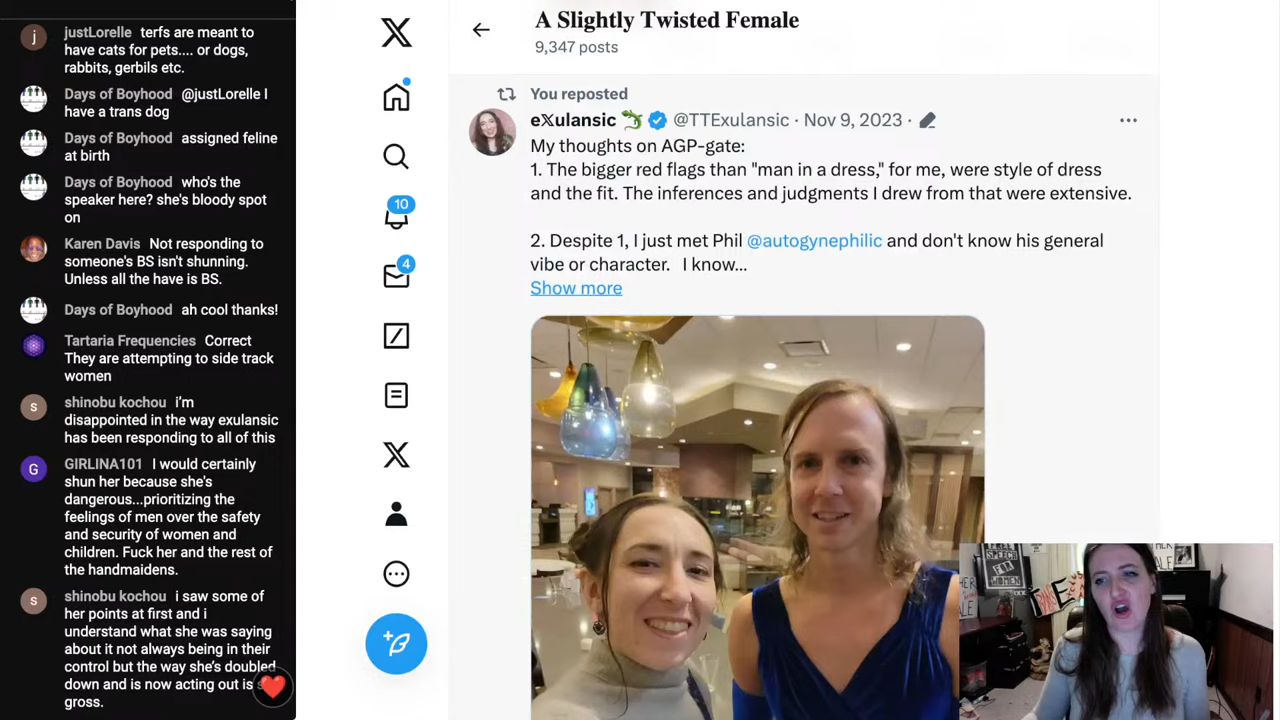 justLorelle terfs are meant to
have cats for pets.... or dogs,
rabbits, gerbils etc.
Days of Boyhood @justLorelle I
have a trans dog
Days of Boyhood assigned feline
at birth
Days of Boyhood who's the
speaker here? she's bloody spot
on
Karen Davis Not responding to
someone's BS isn't shunning.
Unless all the have is BS.
Days of Boyhood ah cool thanks!
Tartaria Frequencies Correct
They are attempting to side track
women
shinobu kochou i'm
disappointed in the way exulansic
has been responding to all of this
GIRLINA101 I would certainly
shun her because she's
dangerous...prioritizing the
feelings of men over the safety
and security of women and
children. Fuck her and the rest of
the handmaidens.
shinobu kochou i saw some of
her points at first and i
understand what she was saying
about it not always being in their
control but the way she's doubled
down and is now acting out is
gross.
j
s
G
s
10
4
A Slightly Twisted Female
9,347 posts
You reposted
e𝕏ulansic @TTExulansic · Nov 9, 2023 ·
My thoughts on AGP-gate:
1. The bigger red flags than "man in a dress," for me, were style of dress
and the fit. The inferences and judgments I drew from that were extensive.
2. Despite 1, I just met Phil @autogynephilic and don't know his general
vibe or character. I know...
Show more
FREE
SPEECH
FOR
WOMEN